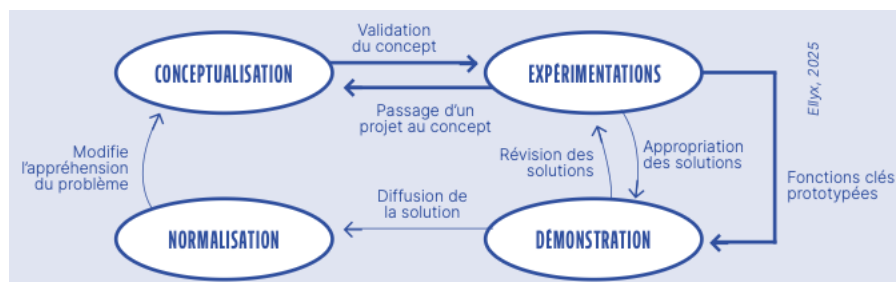 Validation
du concept
CONCEPTUALISATION
EXPÉRIMENTATIONS
Ellyx, 2025
Passage d'un
projet au concept
Modifie
l'appréhension
du problème
Révision des
solutions
Appropriation
des solutions
Fonctions clés
prototypées
Diffusion de
la solution
NORMALISATION
DÉMONSTRATION